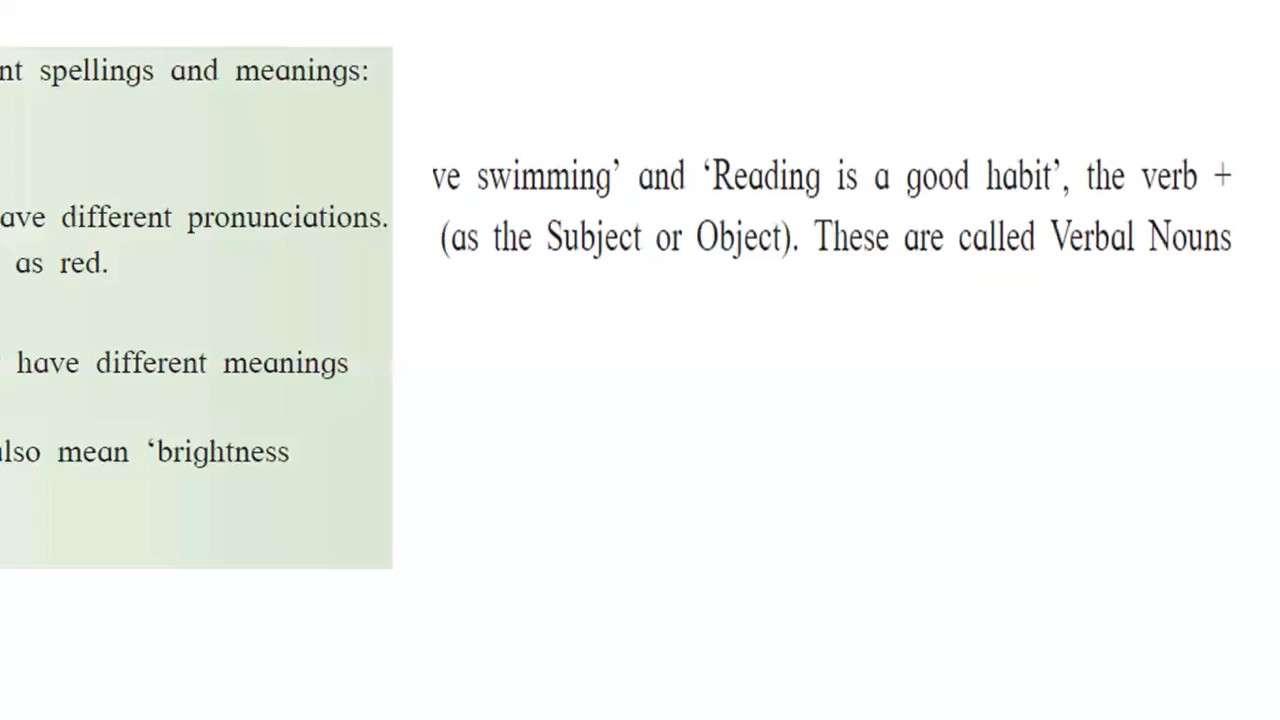 nt spellings and meanings:
ave different pronunciations.
as red.
have different meanings
also mean ‘brightness
ve swimming’ and ‘Reading is a good habit’, the verb +
(as the Subject or Object). These are called Verbal Nouns